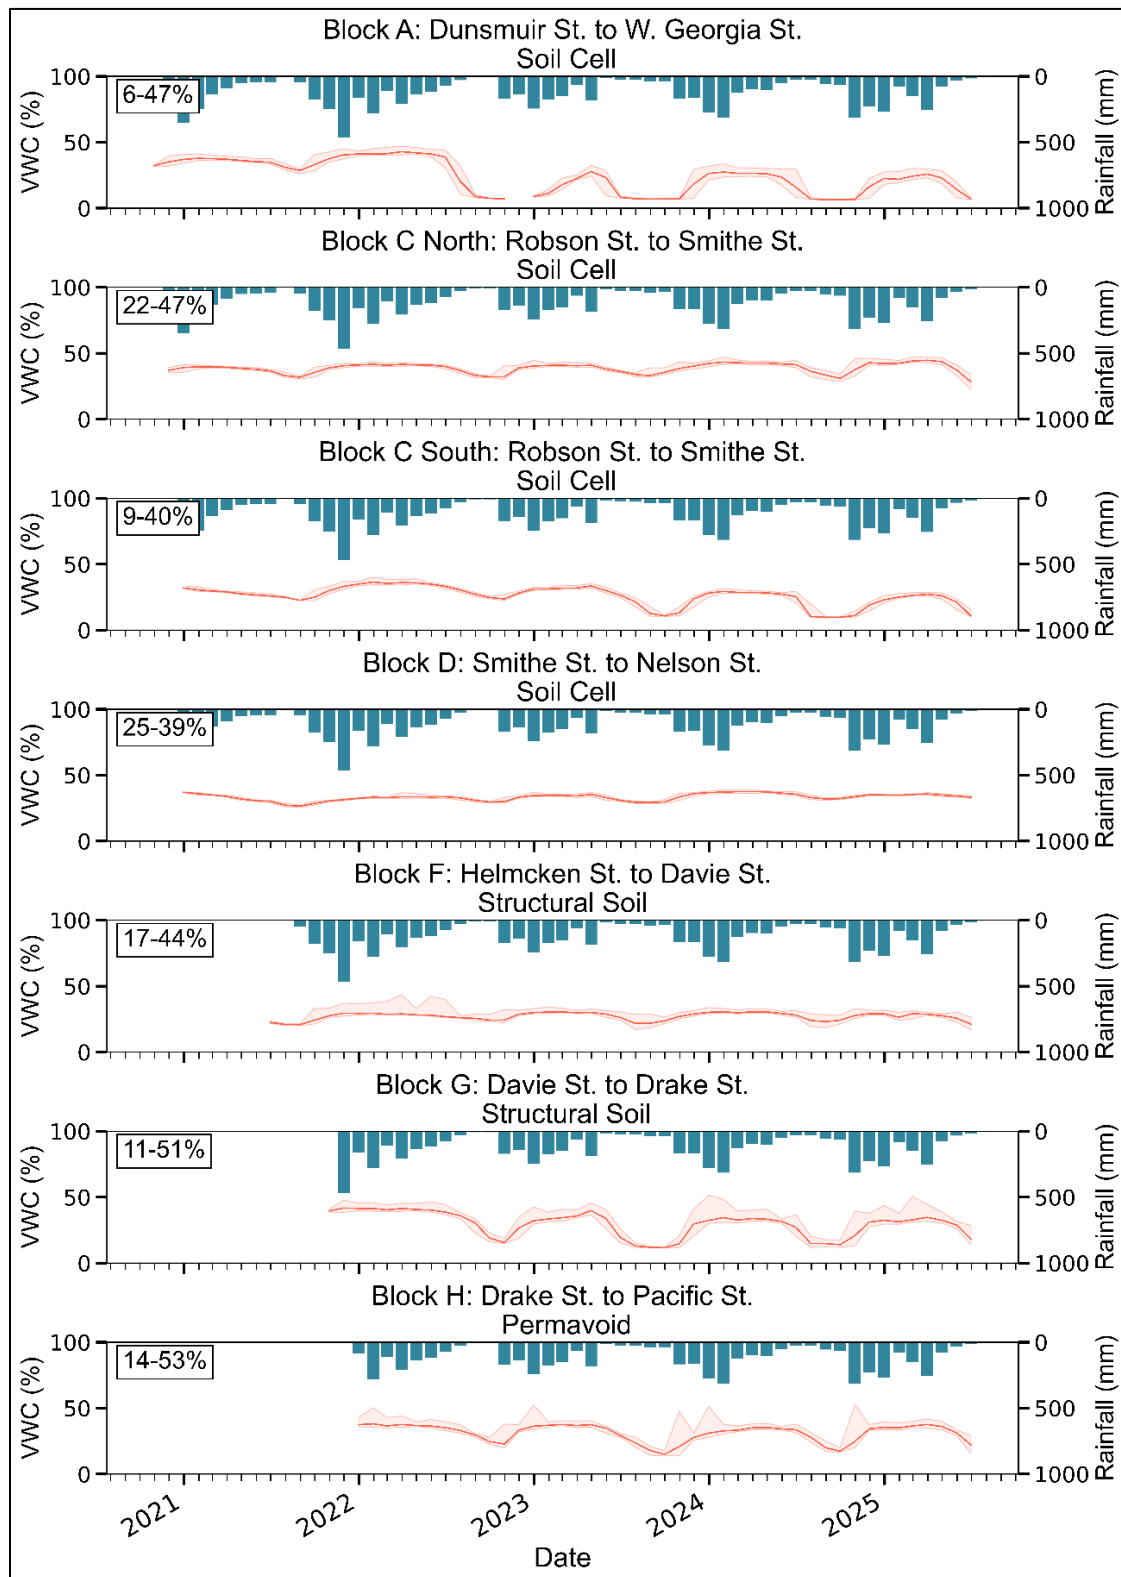 Block A: Dunsmuir St. to W. Georgia St.
Soil Cell
100 0
6-47%
VWC (%) 50 500 Rainfall (mm)
0 1000
Block C North: Robson St. to Smithe St.
Soil Cell
100 0
22-47%
VWC (%) 50 500 Rainfall (mm)
0 1000
Block C South: Robson St. to Smithe St.
Soil Cell
100 0
9-40%
VWC (%) 50 500 Rainfall (mm)
0 1000
Block D: Smithe St. to Nelson St.
Soil Cell
100 0
25-39%
VWC (%) 50 500 Rainfall (mm)
0 1000
Block F: Helmcken St. to Davie St.
Structural Soil
100 0
17-44%
VWC (%) 50 500 Rainfall (mm)
0 1000
Block G: Davie St. to Drake St.
Structural Soil
100 0
11-51%
VWC (%) 50 500 Rainfall (mm)
0 1000
Block H: Drake St. to Pacific St.
Permavoid
100 0
14-53%
VWC (%) 50 500 Rainfall (mm)
0 1000
2021 2022 2023 2024 2025
Date